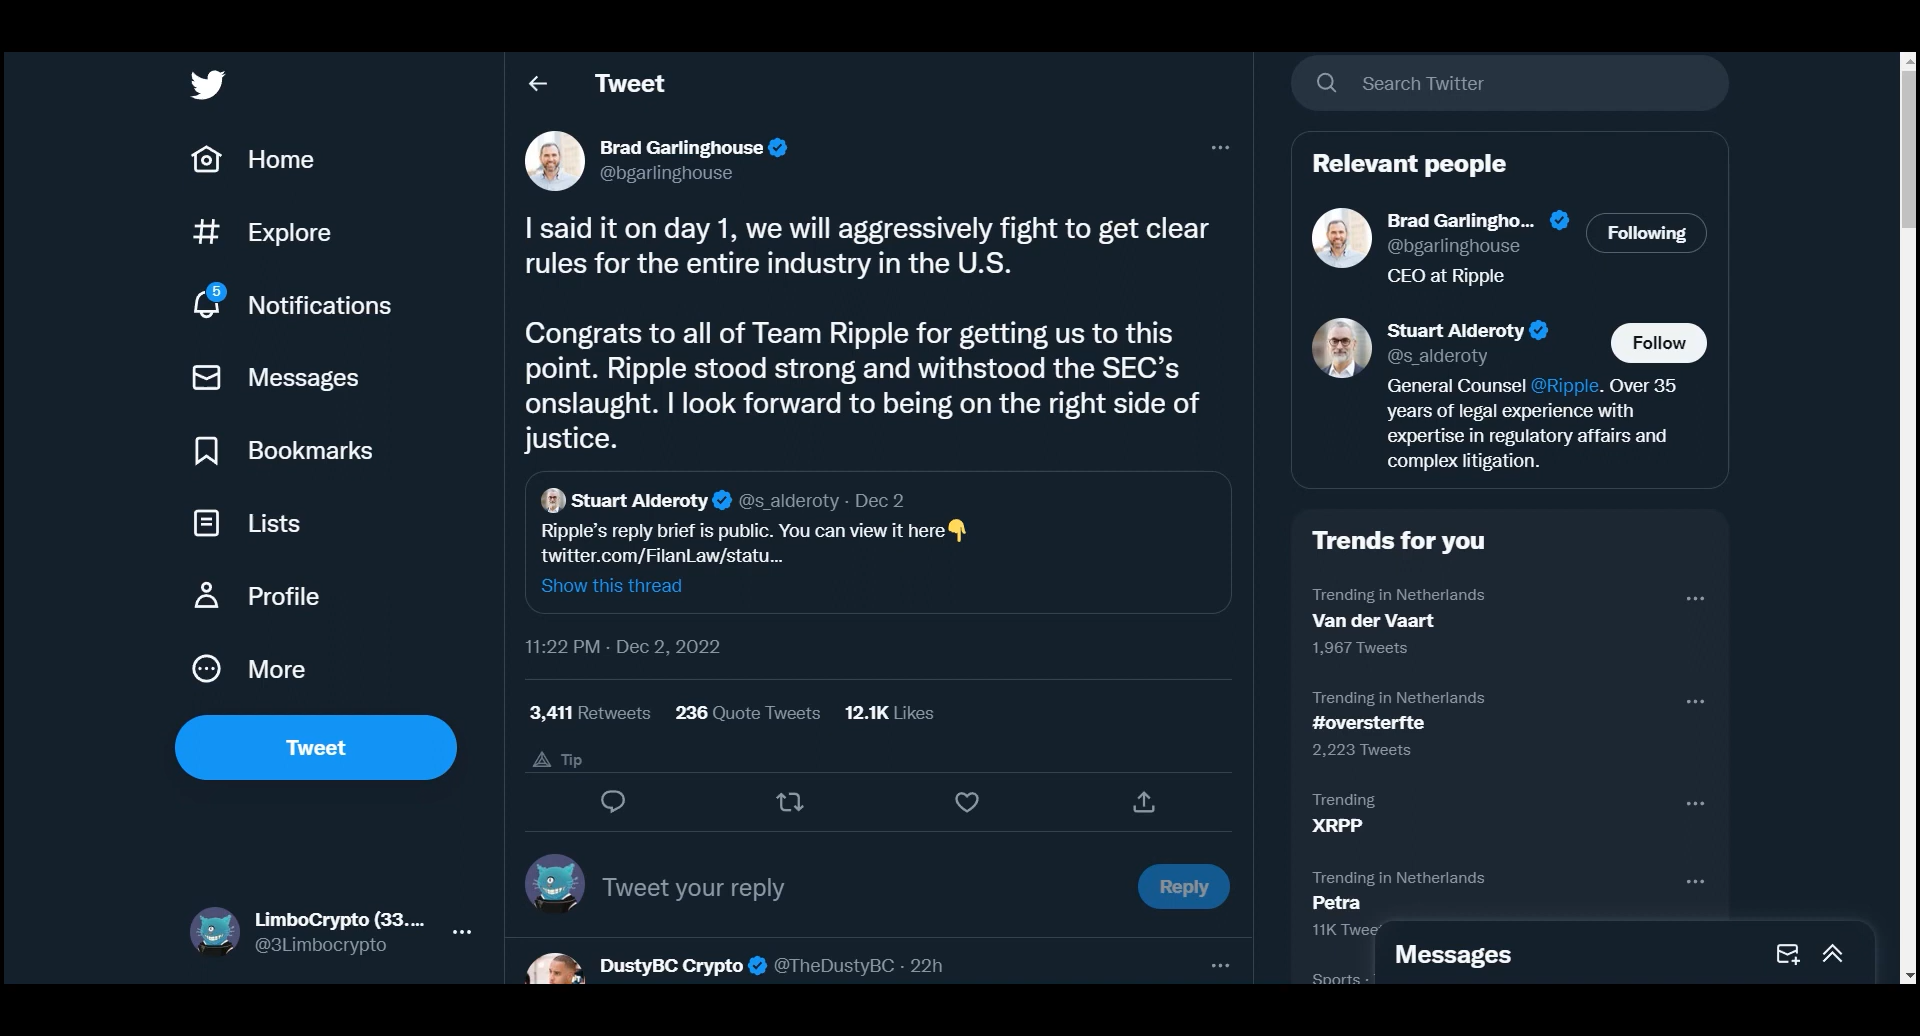 Home
Explore
5
Notifications
Messages
Bookmarks
Lists
Profile
More
Tweet
LimboCrypto (33....
@3Limbocrypto
Tweet
Brad Garlinghouse
@bgarlinghouse
I said it on day 1, we will aggressively fight to get clear
rules for the entire industry in the U.S.
Congrats to all of Team Ripple for getting us to this
point. Ripple stood strong and withstood the SEC’s
onslaught. I look forward to being on the right side of
justice.
Stuart Alderoty @s_alderoty · Dec 2
Ripple’s reply brief is public. You can view it here👇
twitter.com/FilanLaw/statu...
Show this thread
11:22 PM · Dec 2, 2022
3,411 Retweets 236 Quote Tweets 12.1K Likes
Tip
Tweet your reply
Reply
DustyBC Crypto @TheDustyBC · 22h
Search Twitter
Relevant people
Brad Garlingho...
@bgarlinghouse
Following
CEO at Ripple
Stuart Alderoty
@s_alderoty
Follow
General Counsel @Ripple. Over 35
years of legal experience with
expertise in regulatory affairs and
complex litigation.
Trends for you
Trending in Netherlands
Van der Vaart
1,967 Tweets
Trending in Netherlands
#oversterfte
2,223 Tweets
Trending
XRPP
Trending in Netherlands
Petra
11K Twee
Sports ·
Messages